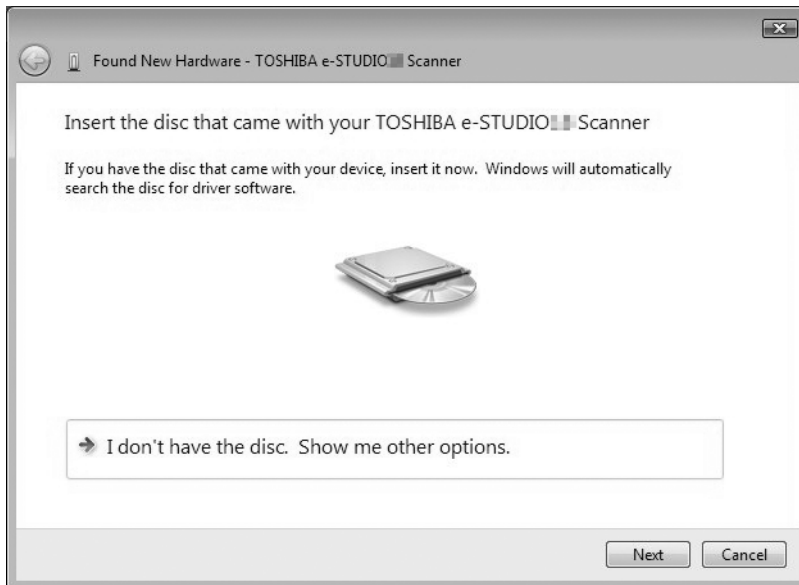 Found New Hardware - TOSHIBA e-STUDIO Scanner
Insert the disc that came with your TOSHIBA e-STUDIO Scanner
If you have the disc that came with your device, insert it now. Windows will automatically
search the disc for driver software.
I don't have the disc. Show me other options.
Next
Cancel